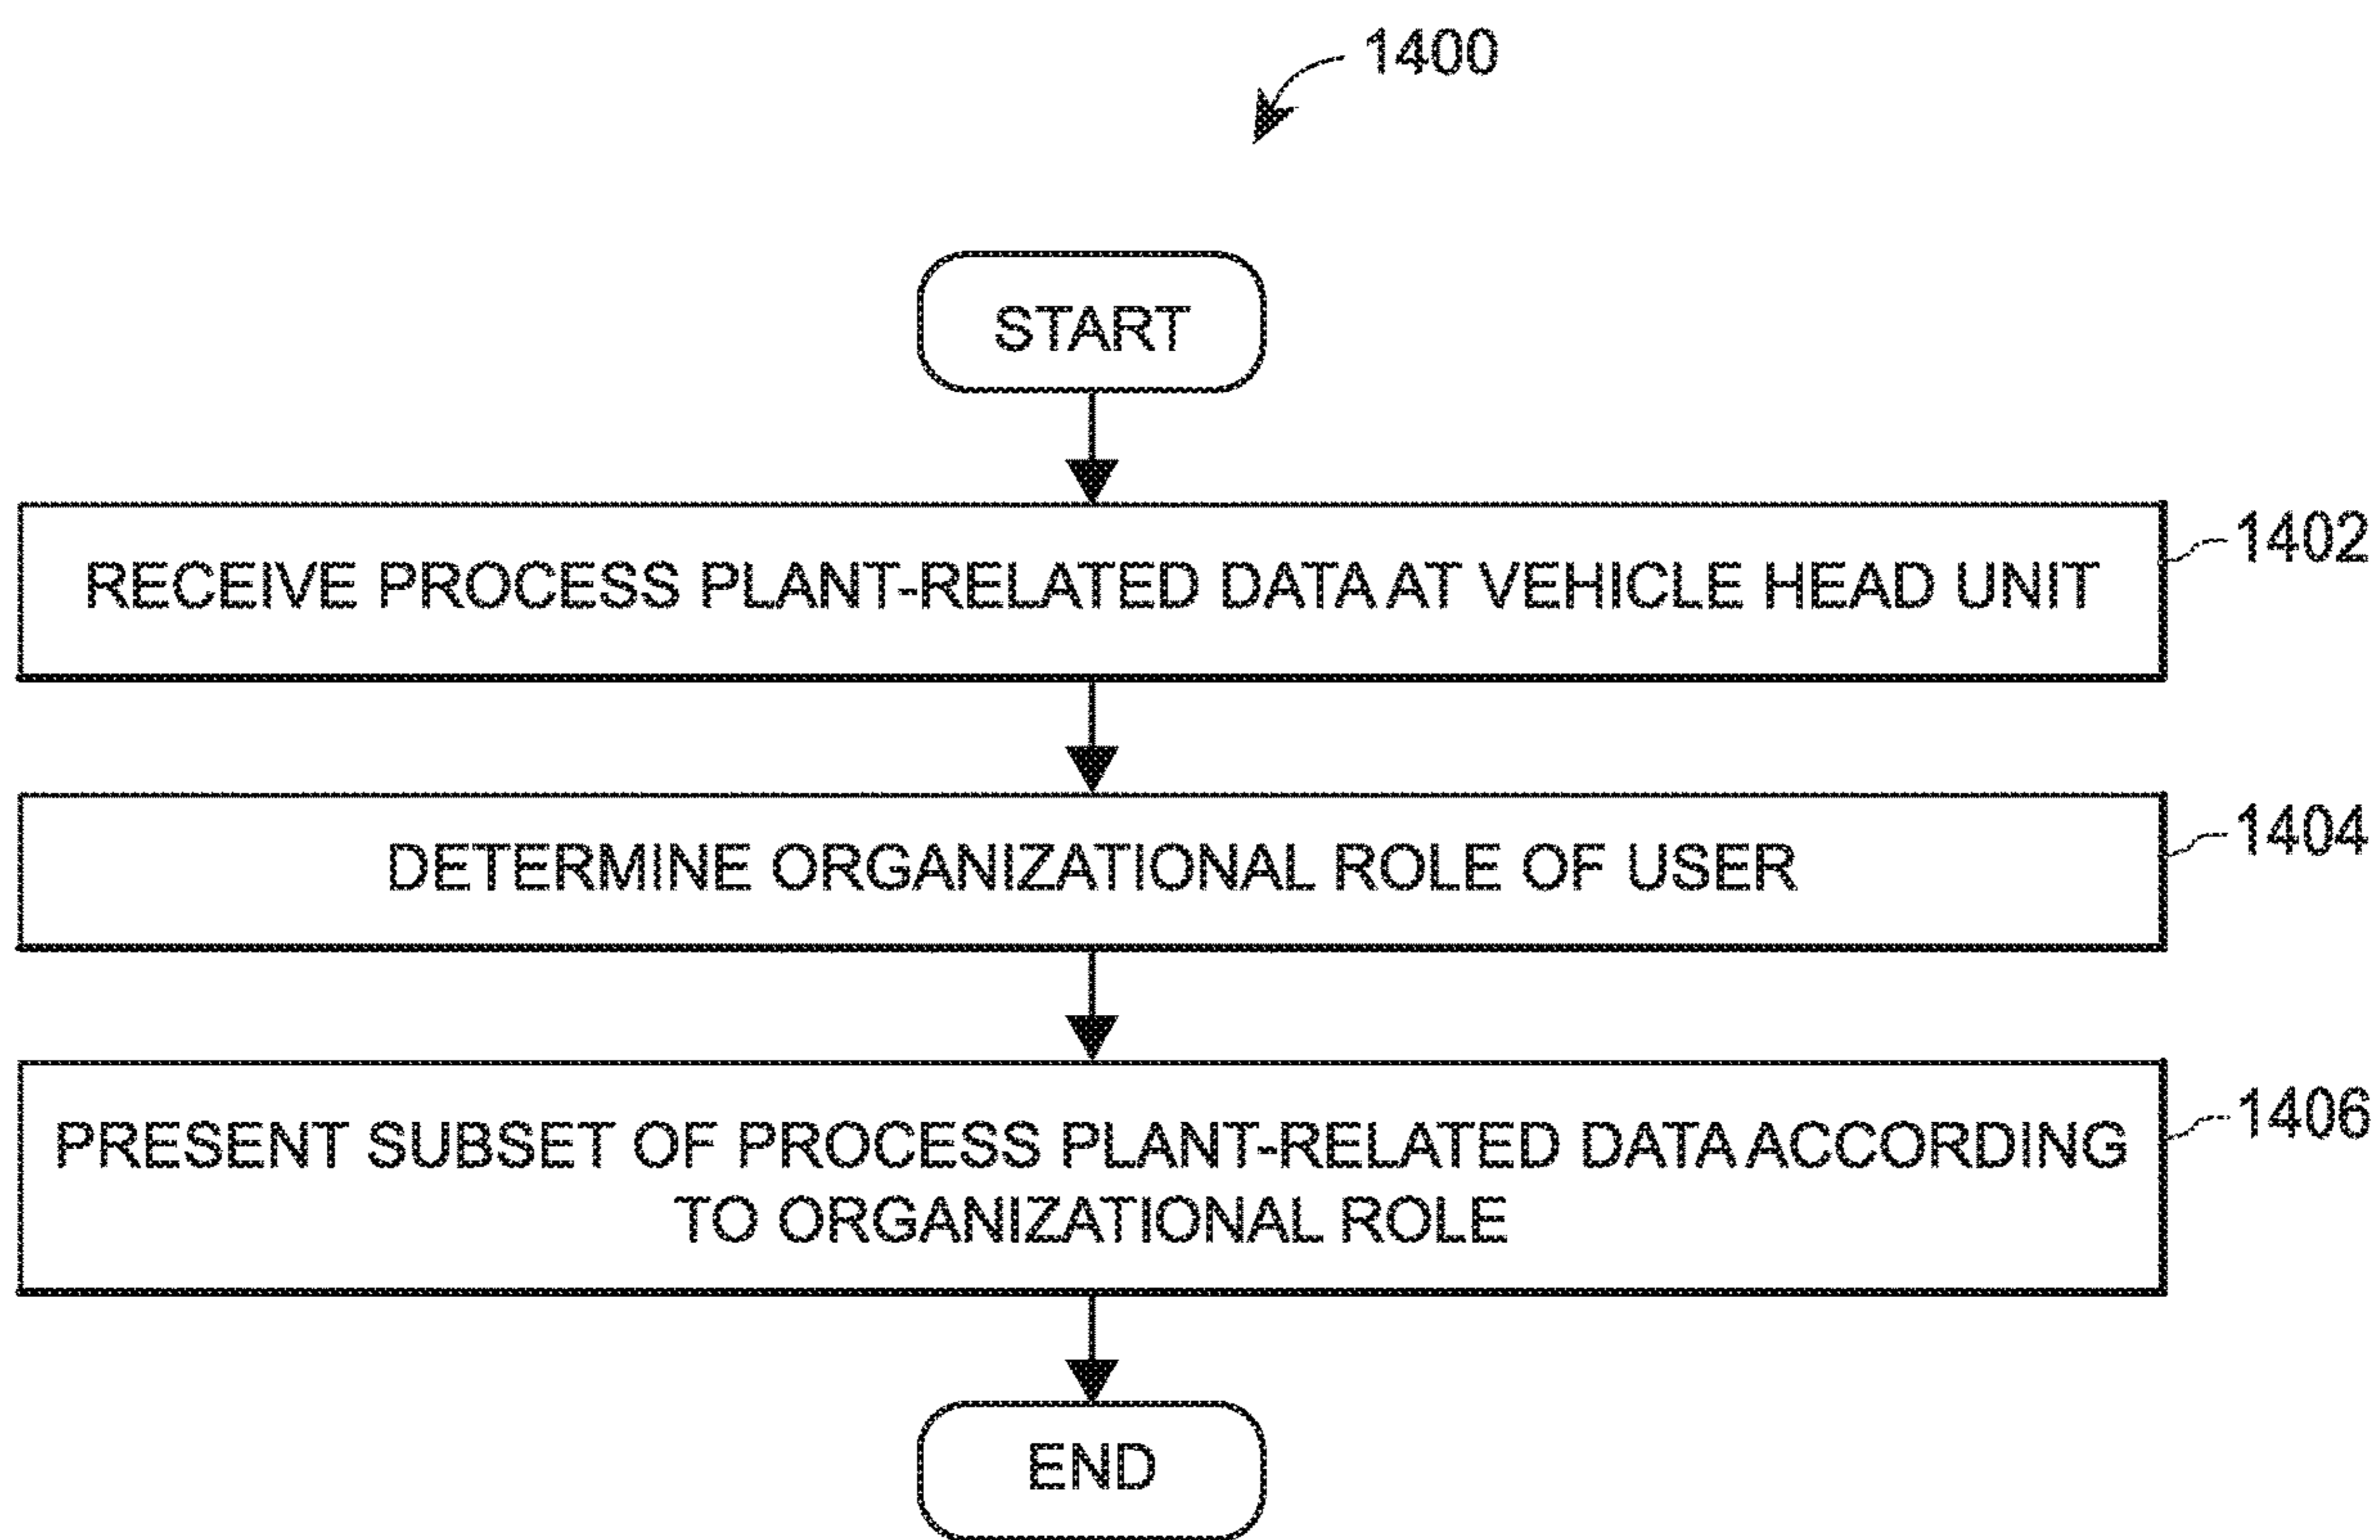 1400
START
RECEIVE PROCESS PLANT-RELATED DATA AT VEHICLE HEAD UNIT
1402
DETERMINE ORGANIZATIONAL ROLE OF USER
1404
PRESENT SUBSET OF PROCESS PLANT-RELATED DATA ACCORDING
TO ORGANIZATIONAL ROLE
1406
END